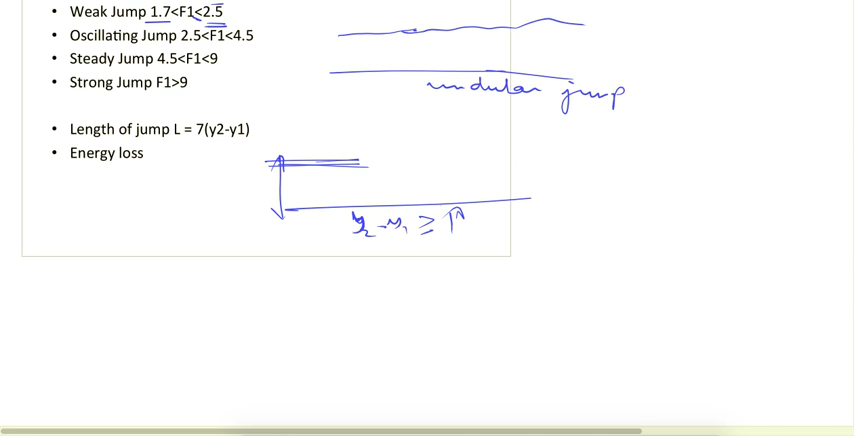 • Weak Jump 1.7<F1<2.5
• Oscillating Jump 2.5<F1<4.5
• Steady Jump 4.5<F1<9
• Strong Jump F1>9
undular jump
• Length of jump L = 7(y2-y1)
• Energy loss
y2 - y1 ≥ ↑